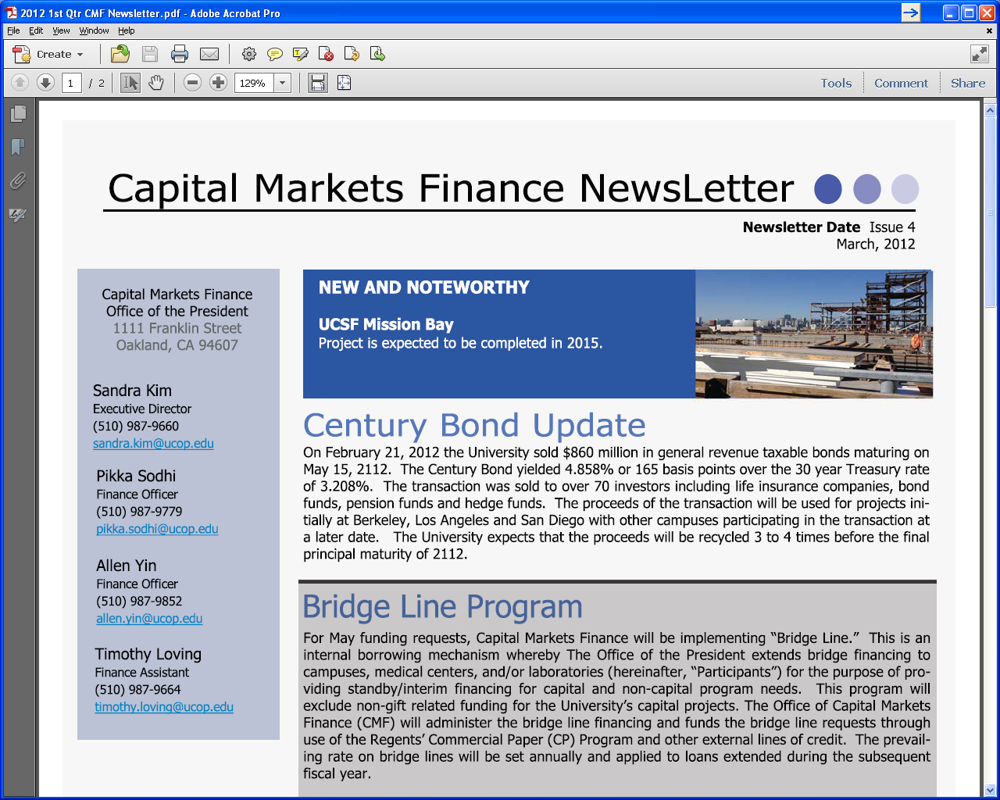 2012 1st Qtr CMF Newsletter.pdf - Adobe Acrobat Pro
File Edit View Window Help
Create
1 / 2 129% Tools Comment Share
Capital Markets Finance NewsLetter
Newsletter Date Issue 4
March, 2012
Capital Markets Finance
Office of the President
1111 Franklin Street
Oakland, CA 94607
Sandra Kim
Executive Director
(510) 987-9660
sandra.kim@ucop.edu
Pikka Sodhi
Finance Officer
(510) 987-9779
pikka.sodhi@ucop.edu
Allen Yin
Finance Officer
(510) 987-9852
allen.yin@ucop.edu
Timothy Loving
Finance Assistant
(510) 987-9664
timothy.loving@ucop.edu
NEW AND NOTEWORTHY
UCSF Mission Bay
Project is expected to be completed in 2015.
Century Bond Update
On February 21, 2012 the University sold $860 million in general revenue taxable bonds maturing on
May 15, 2112. The Century Bond yielded 4.858% or 165 basis points over the 30 year Treasury rate
of 3.208%. The transaction was sold to over 70 investors including life insurance companies, bond
funds, pension funds and hedge funds. The proceeds of the transaction will be used for projects ini-
tially at Berkeley, Los Angeles and San Diego with other campuses participating in the transaction at
a later date. The University expects that the proceeds will be recycled 3 to 4 times before the final
principal maturity of 2112.
Bridge Line Program
For May funding requests, Capital Markets Finance will be implementing “Bridge Line.” This is an
internal borrowing mechanism whereby The Office of the President extends bridge financing to
campuses, medical centers, and/or laboratories (hereinafter, “Participants”) for the purpose of pro-
viding standby/interim financing for capital and non-capital program needs. This program will
exclude non-gift related funding for the University’s capital projects. The Office of Capital Markets
Finance (CMF) will administer the bridge line financing and funds the bridge line requests through
use of the Regents’ Commercial Paper (CP) Program and other external lines of credit. The prevail-
ing rate on bridge lines will be set annually and applied to loans extended during the subsequent
fiscal year.